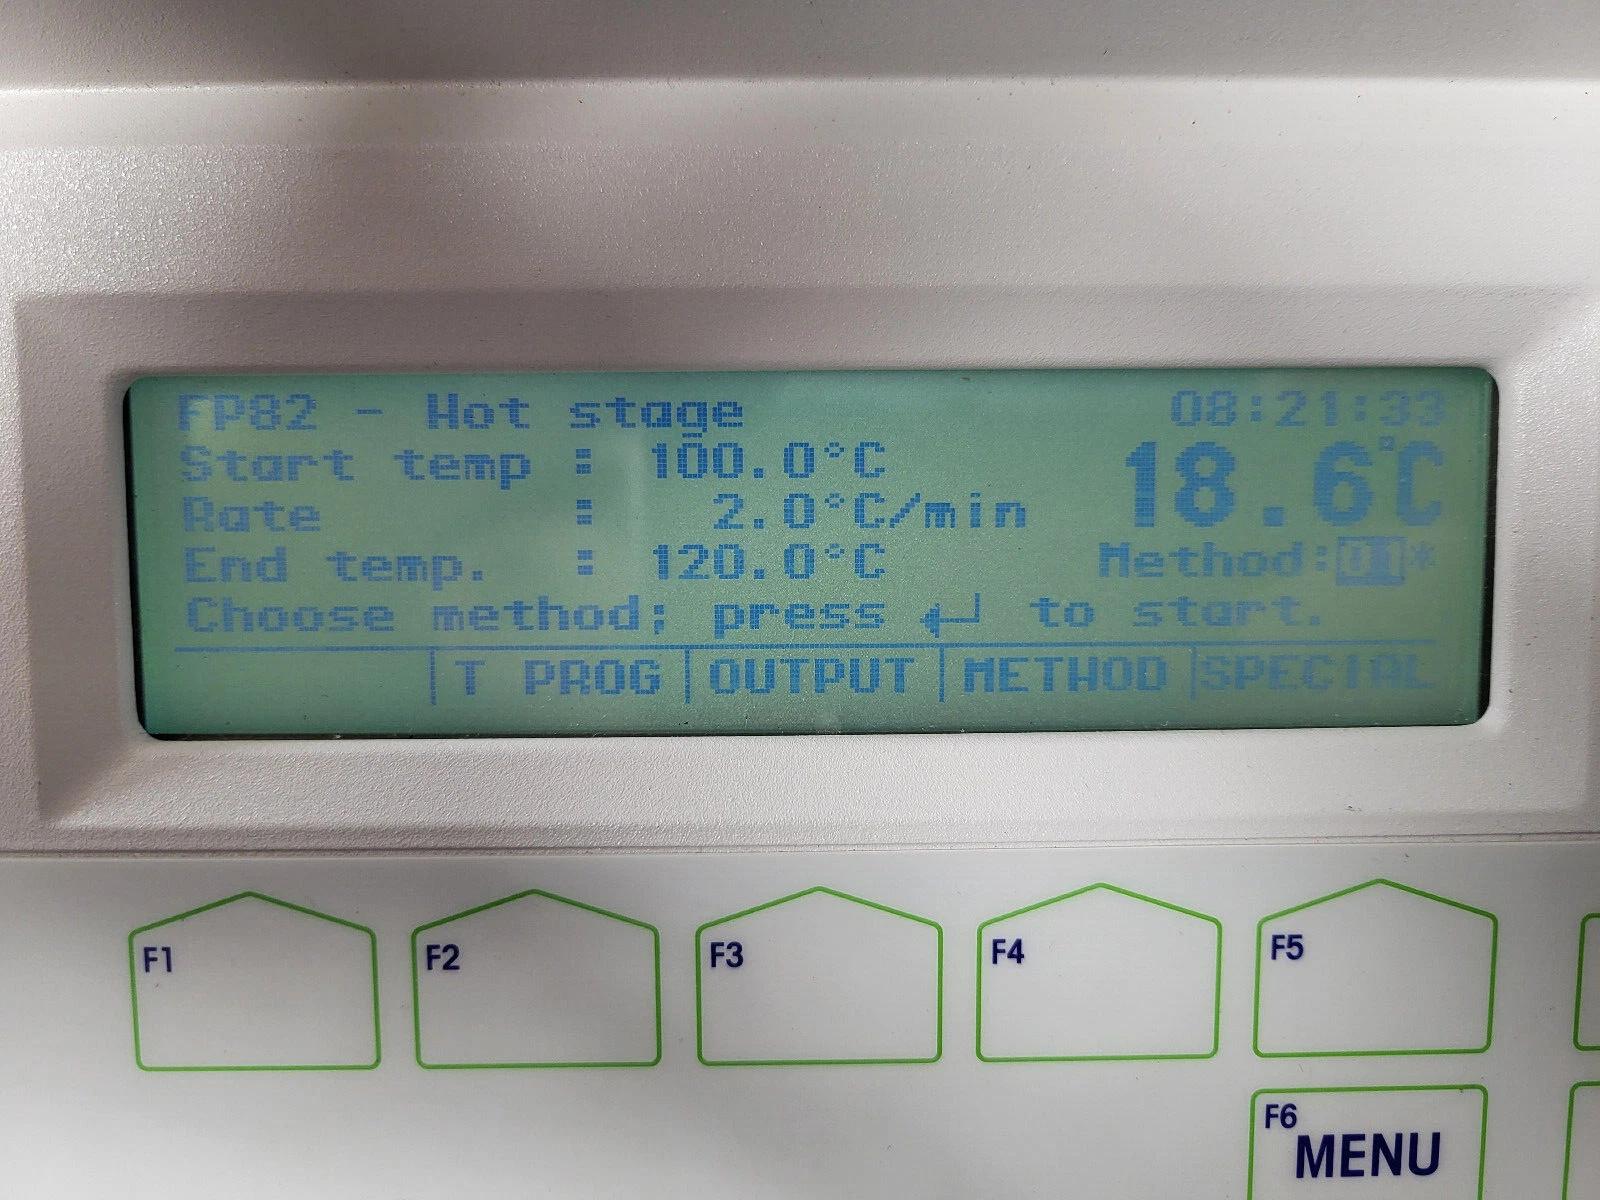 FP82 - Hot stage 08:21:33
Start temp : 100.0°C 18.6°C
Rate : 2.0°C/min
End temp. : 120.0°C Method:01*
Choose method; press ↵ to start.
T PROG OUTPUT METHOD SPECIAL
F1 F2 F3 F4 F5
F6
MENU